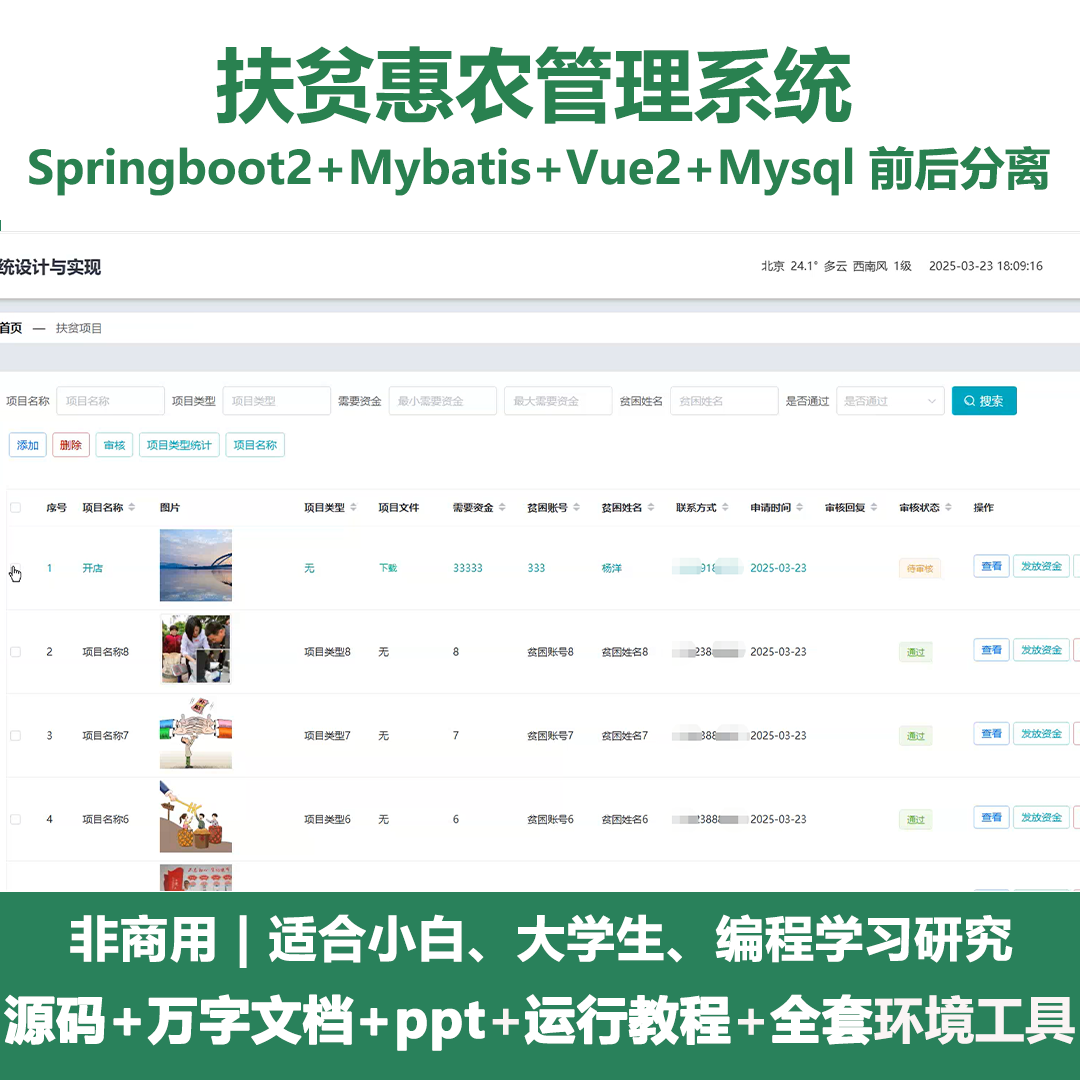 扶贫惠农管理系统
Springboot2+Mybatis+Vue2+Mysql 前后分离
统设计与实现 北京 24.1° 多云 西南风 1级 2025-03-23 18:09:16
首页 — 扶贫项目
项目名称 项目名称 项目类型 项目类型 需要资金 最小需要资金 最大需要资金 贫困姓名 贫困姓名 是否通过 是否通过 搜索
添加 删除 审核 项目类型统计 项目名称
序号 项目名称 图片 项目类型 项目文件 需要资金 贫困账号 贫困姓名 联系方式 申请时间 审核回复 审核状态 操作
1 开店 无 下载 33333 333 杨洋 2025-03-23 待审核 查看 发放资金
2 项目名称8 项目类型8 无 8 贫困账号8 贫困姓名8 2025-03-23 通过 查看 发放资金
3 项目名称7 项目类型7 无 7 贫困账号7 贫困姓名7 2025-03-23 通过 查看 发放资金
4 项目名称6 项目类型6 无 6 贫困账号6 贫困姓名6 2025-03-23 通过 查看 发放资金
非商用|适合小白、大学生、编程学习研究
源码+万字文档+ppt+运行教程+全套环境工具